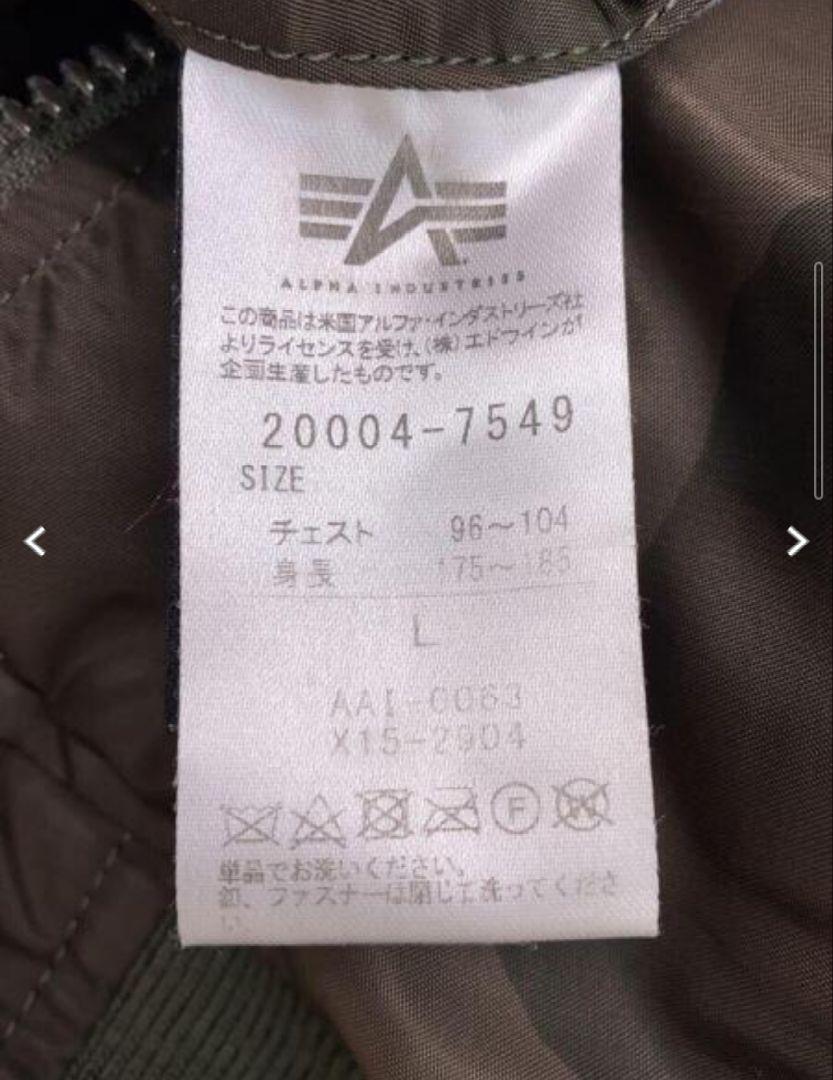 ALPHA INDUSTRIES
この商品は米国アルファ・インダストリーズ社
よりライセンスを受け、(株)エドウインが
企画生産したものです。
20004-7549
SIZE
チェスト 96～104
身長 175～185
L
AAI-0063
X15-2904
F
W
単品でお洗いください。
釦、ファスナーは閉じて洗ってくださ
い。